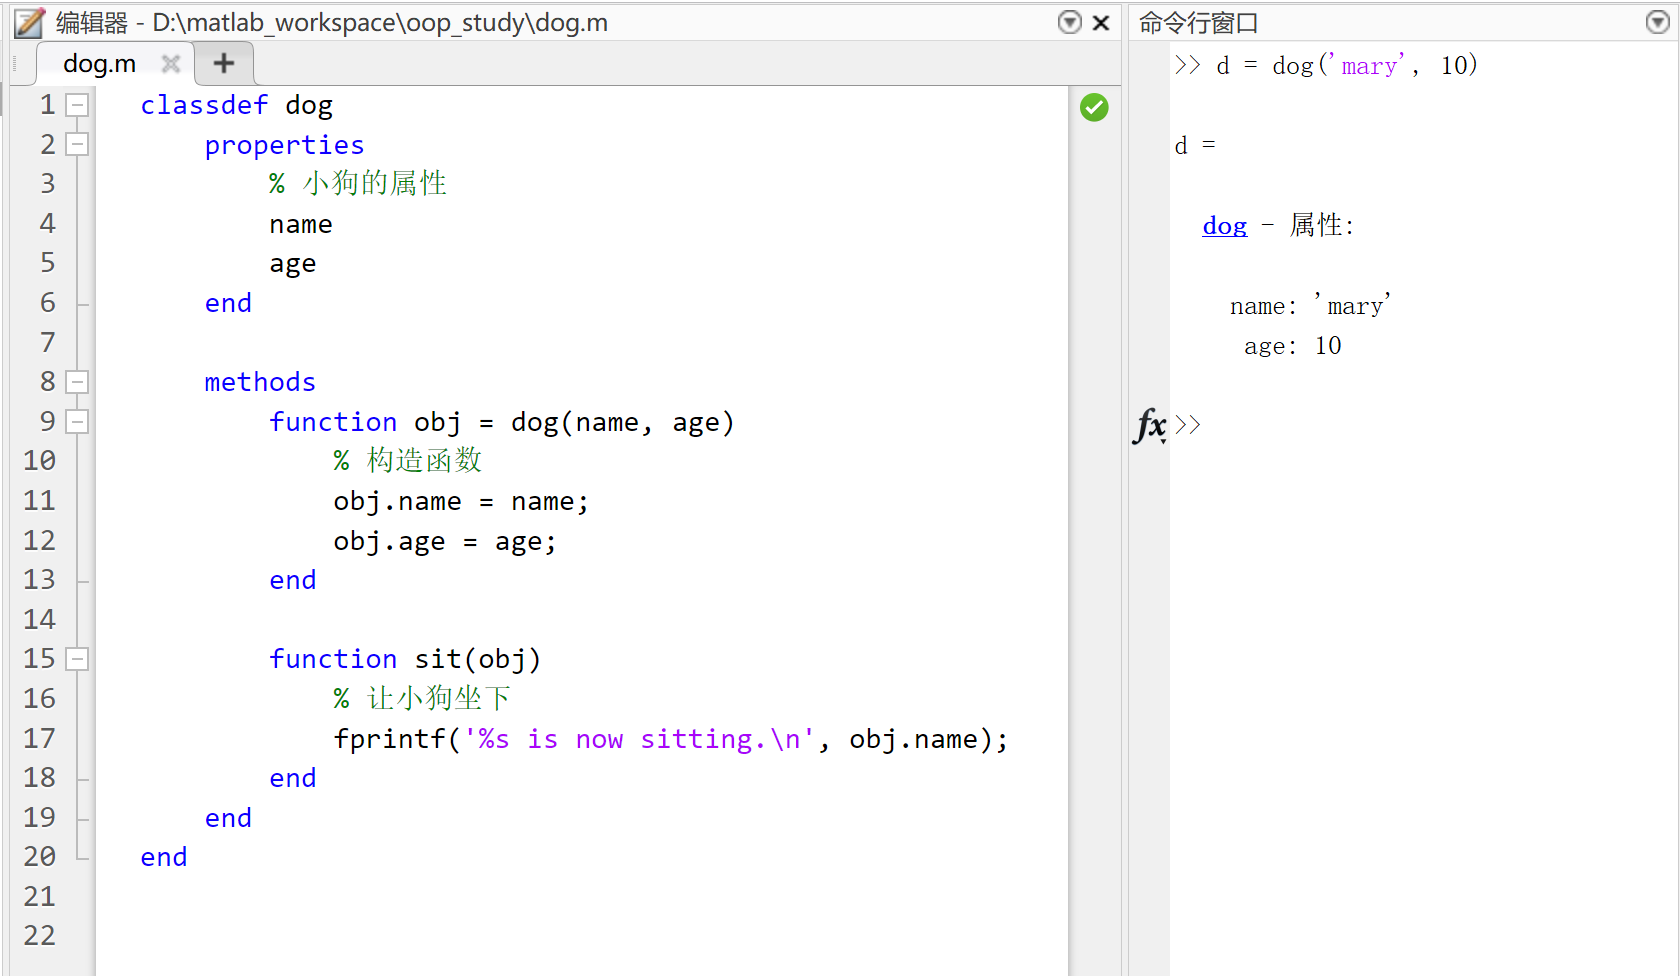 编辑器 - D:\matlab_workspace\oop_study\dog.m
dog.m
1 classdef dog
2 properties
3 % 小狗的属性
4 name
5 age
6 end
7
8 methods
9 function obj = dog(name, age)
10 % 构造函数
11 obj.name = name;
12 obj.age = age;
13 end
14
15 function sit(obj)
16 % 让小狗坐下
17 fprintf('%s is now sitting.\n', obj.name);
18 end
19 end
20 end
21
22
命令行窗口
>> d = dog('mary', 10)
d =
dog - 属性:
name: 'mary'
age: 10
fx >>